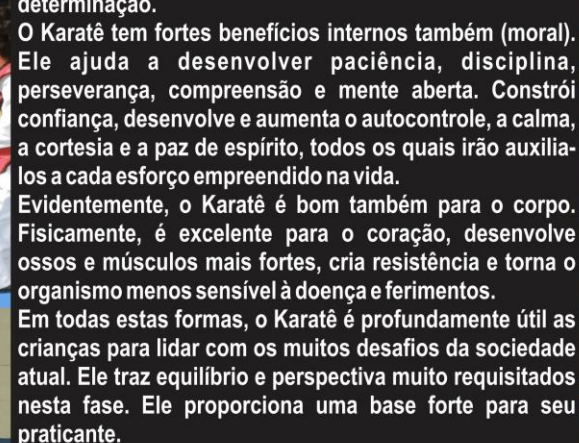 determinação.
O Karatê tem fortes benefícios internos também (moral).
Ele ajuda a desenvolver paciência, disciplina,
perseverança, compreensão e mente aberta. Constrói
confiança, desenvolve e aumenta o autocontrole, a calma,
a cortesia e a paz de espírito, todos os quais irão auxilia-
los a cada esforço empreendido na vida.
Evidentemente, o Karatê é bom também para o corpo.
Fisicamente, é excelente para o coração, desenvolve
ossos e músculos mais fortes, cria resistência e torna o
organismo menos sensível à doença e ferimentos.
Em todas estas formas, o Karatê é profundamente útil as
crianças para lidar com os muitos desafios da sociedade
atual. Ele traz equilíbrio e perspectiva muito requisitados
nesta fase. Ele proporciona uma base forte para seu
praticante.